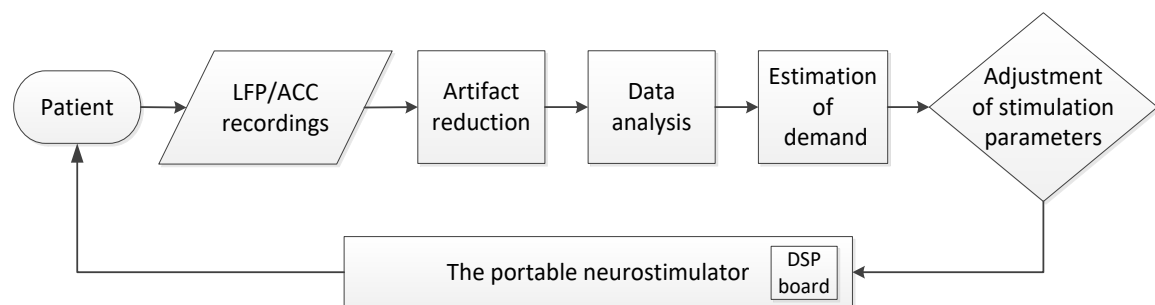 Patient
LFP/ACC
recordings
Artifact
reduction
Data
analysis
Estimation
of
demand
Adjustment
of stimulation
parameters
The portable neurostimulator
DSP
board